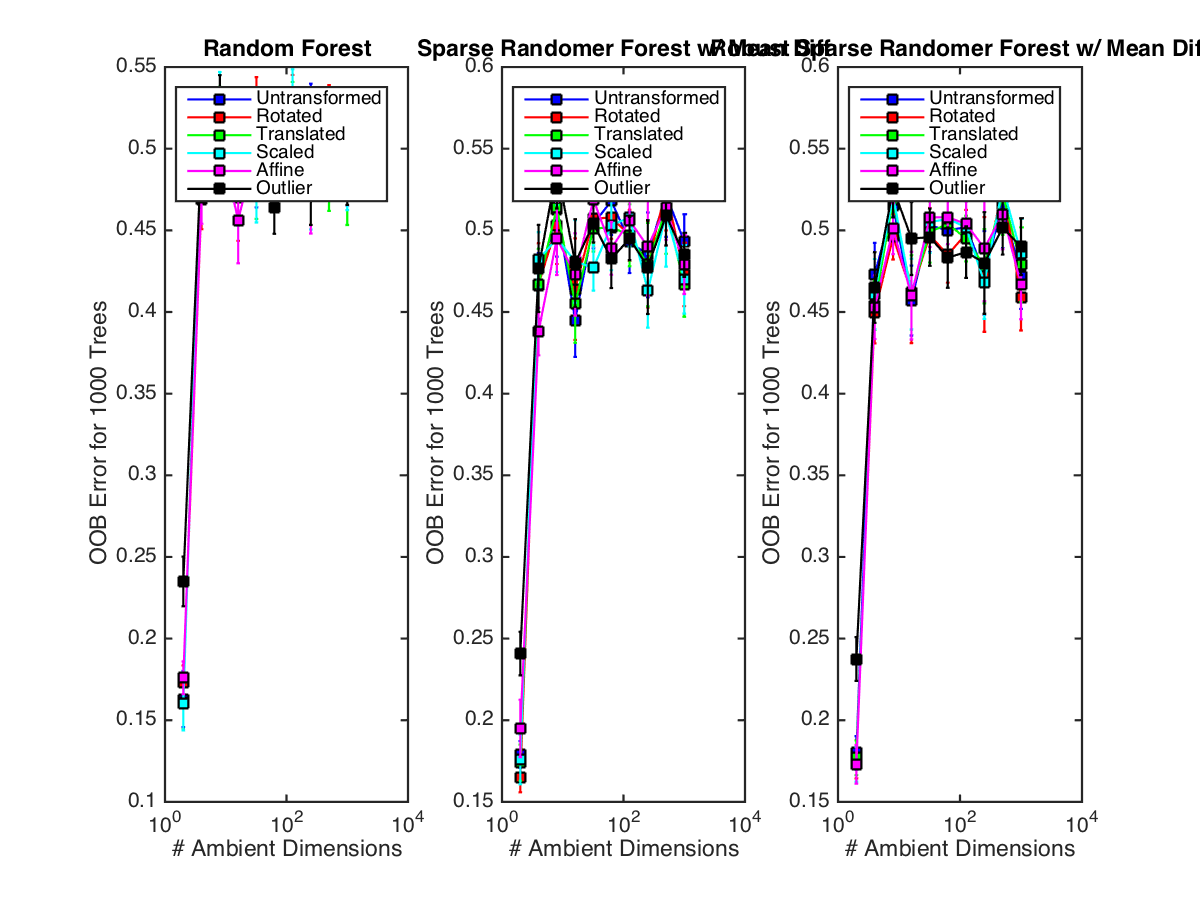 Random Forest
Sparse Randomer Forest w/ Mean Diff
Robust Sparse Randomer Forest w/ Mean Dif
0.55
0.5
0.45
0.4
0.35
0.3
0.25
0.2
0.15
0.1
OOB Error for 1000 Trees
Untransformed
Rotated
Translated
Scaled
Affine
Outlier
10^0
10^2
10^4
# Ambient Dimensions
0.6
0.55
0.5
0.45
0.4
0.35
0.3
0.25
0.2
0.15
OOB Error for 1000 Trees
Untransformed
Rotated
Translated
Scaled
Affine
Outlier
10^0
10^2
10^4
# Ambient Dimensions
0.6
0.55
0.5
0.45
0.4
0.35
0.3
0.25
0.2
0.15
OOB Error for 1000 Trees
Untransformed
Rotated
Translated
Scaled
Affine
Outlier
10^0
10^2
10^4
# Ambient Dimensions